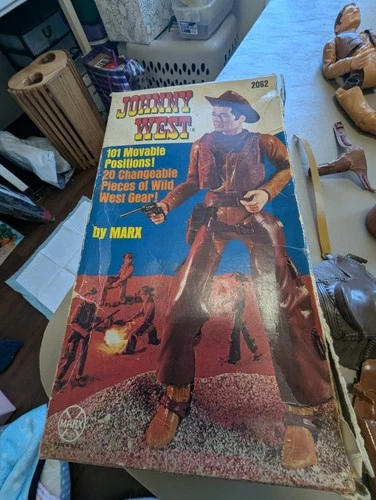 2062
JOHNNY
WEST
101 Movable
Positions!
20 Changeable
Pieces of Wild
West Gear!
by MARX
MARX